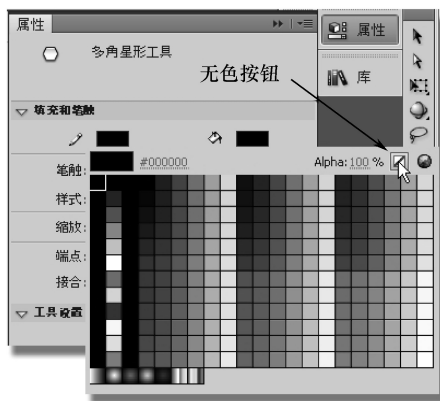 属性
属性
多角星形工具
无色按钮
库
填充和笔触
笔触:
#000000
Alpha: 100 %
样式:
缩放:
端点:
接合:
工具设置